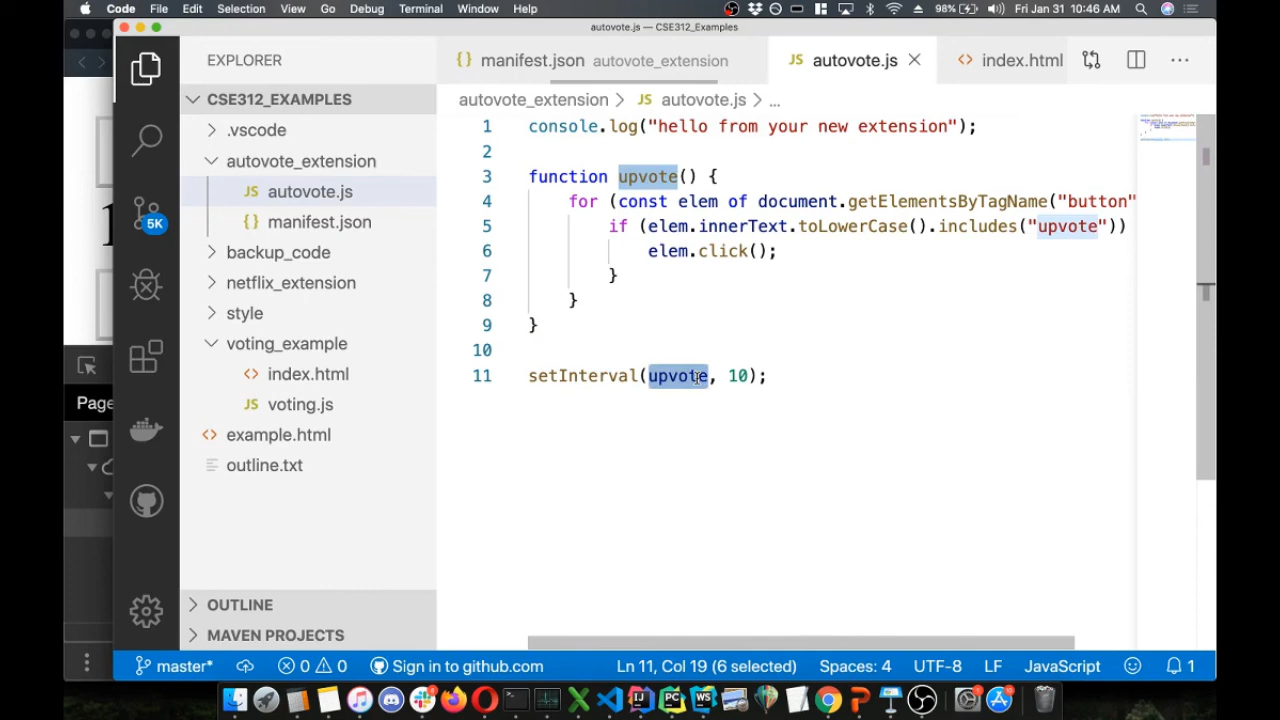 Code File Edit Selection View Go Debug Terminal Window Help 98% Fri Jan 31 10:46 AM
autovote.js — CSE312_Examples
EXPLORER
manifest.json autovote_extension
JS autovote.js
index.html
CSE312_EXAMPLES
autovote_extension > JS autovote.js > ...
.vscode
autovote_extension
JS autovote.js
{} manifest.json
backup_code
netflix_extension
style
voting_example
<> index.html
JS voting.js
<> example.html
outline.txt
OUTLINE
MAVEN PROJECTS
5K
Page
1 console.log("hello from your new extension");
2
3 function upvote() {
4 for (const elem of document.getElementsByTagName("button"
5 if (elem.innerText.toLowerCase().includes("upvote"))
6 elem.click();
7 }
8 }
9 }
10
11 setInterval(upvote, 10);
master* 0 0 Sign in to github.com Ln 11, Col 19 (6 selected) Spaces: 4 UTF-8 LF JavaScript 1